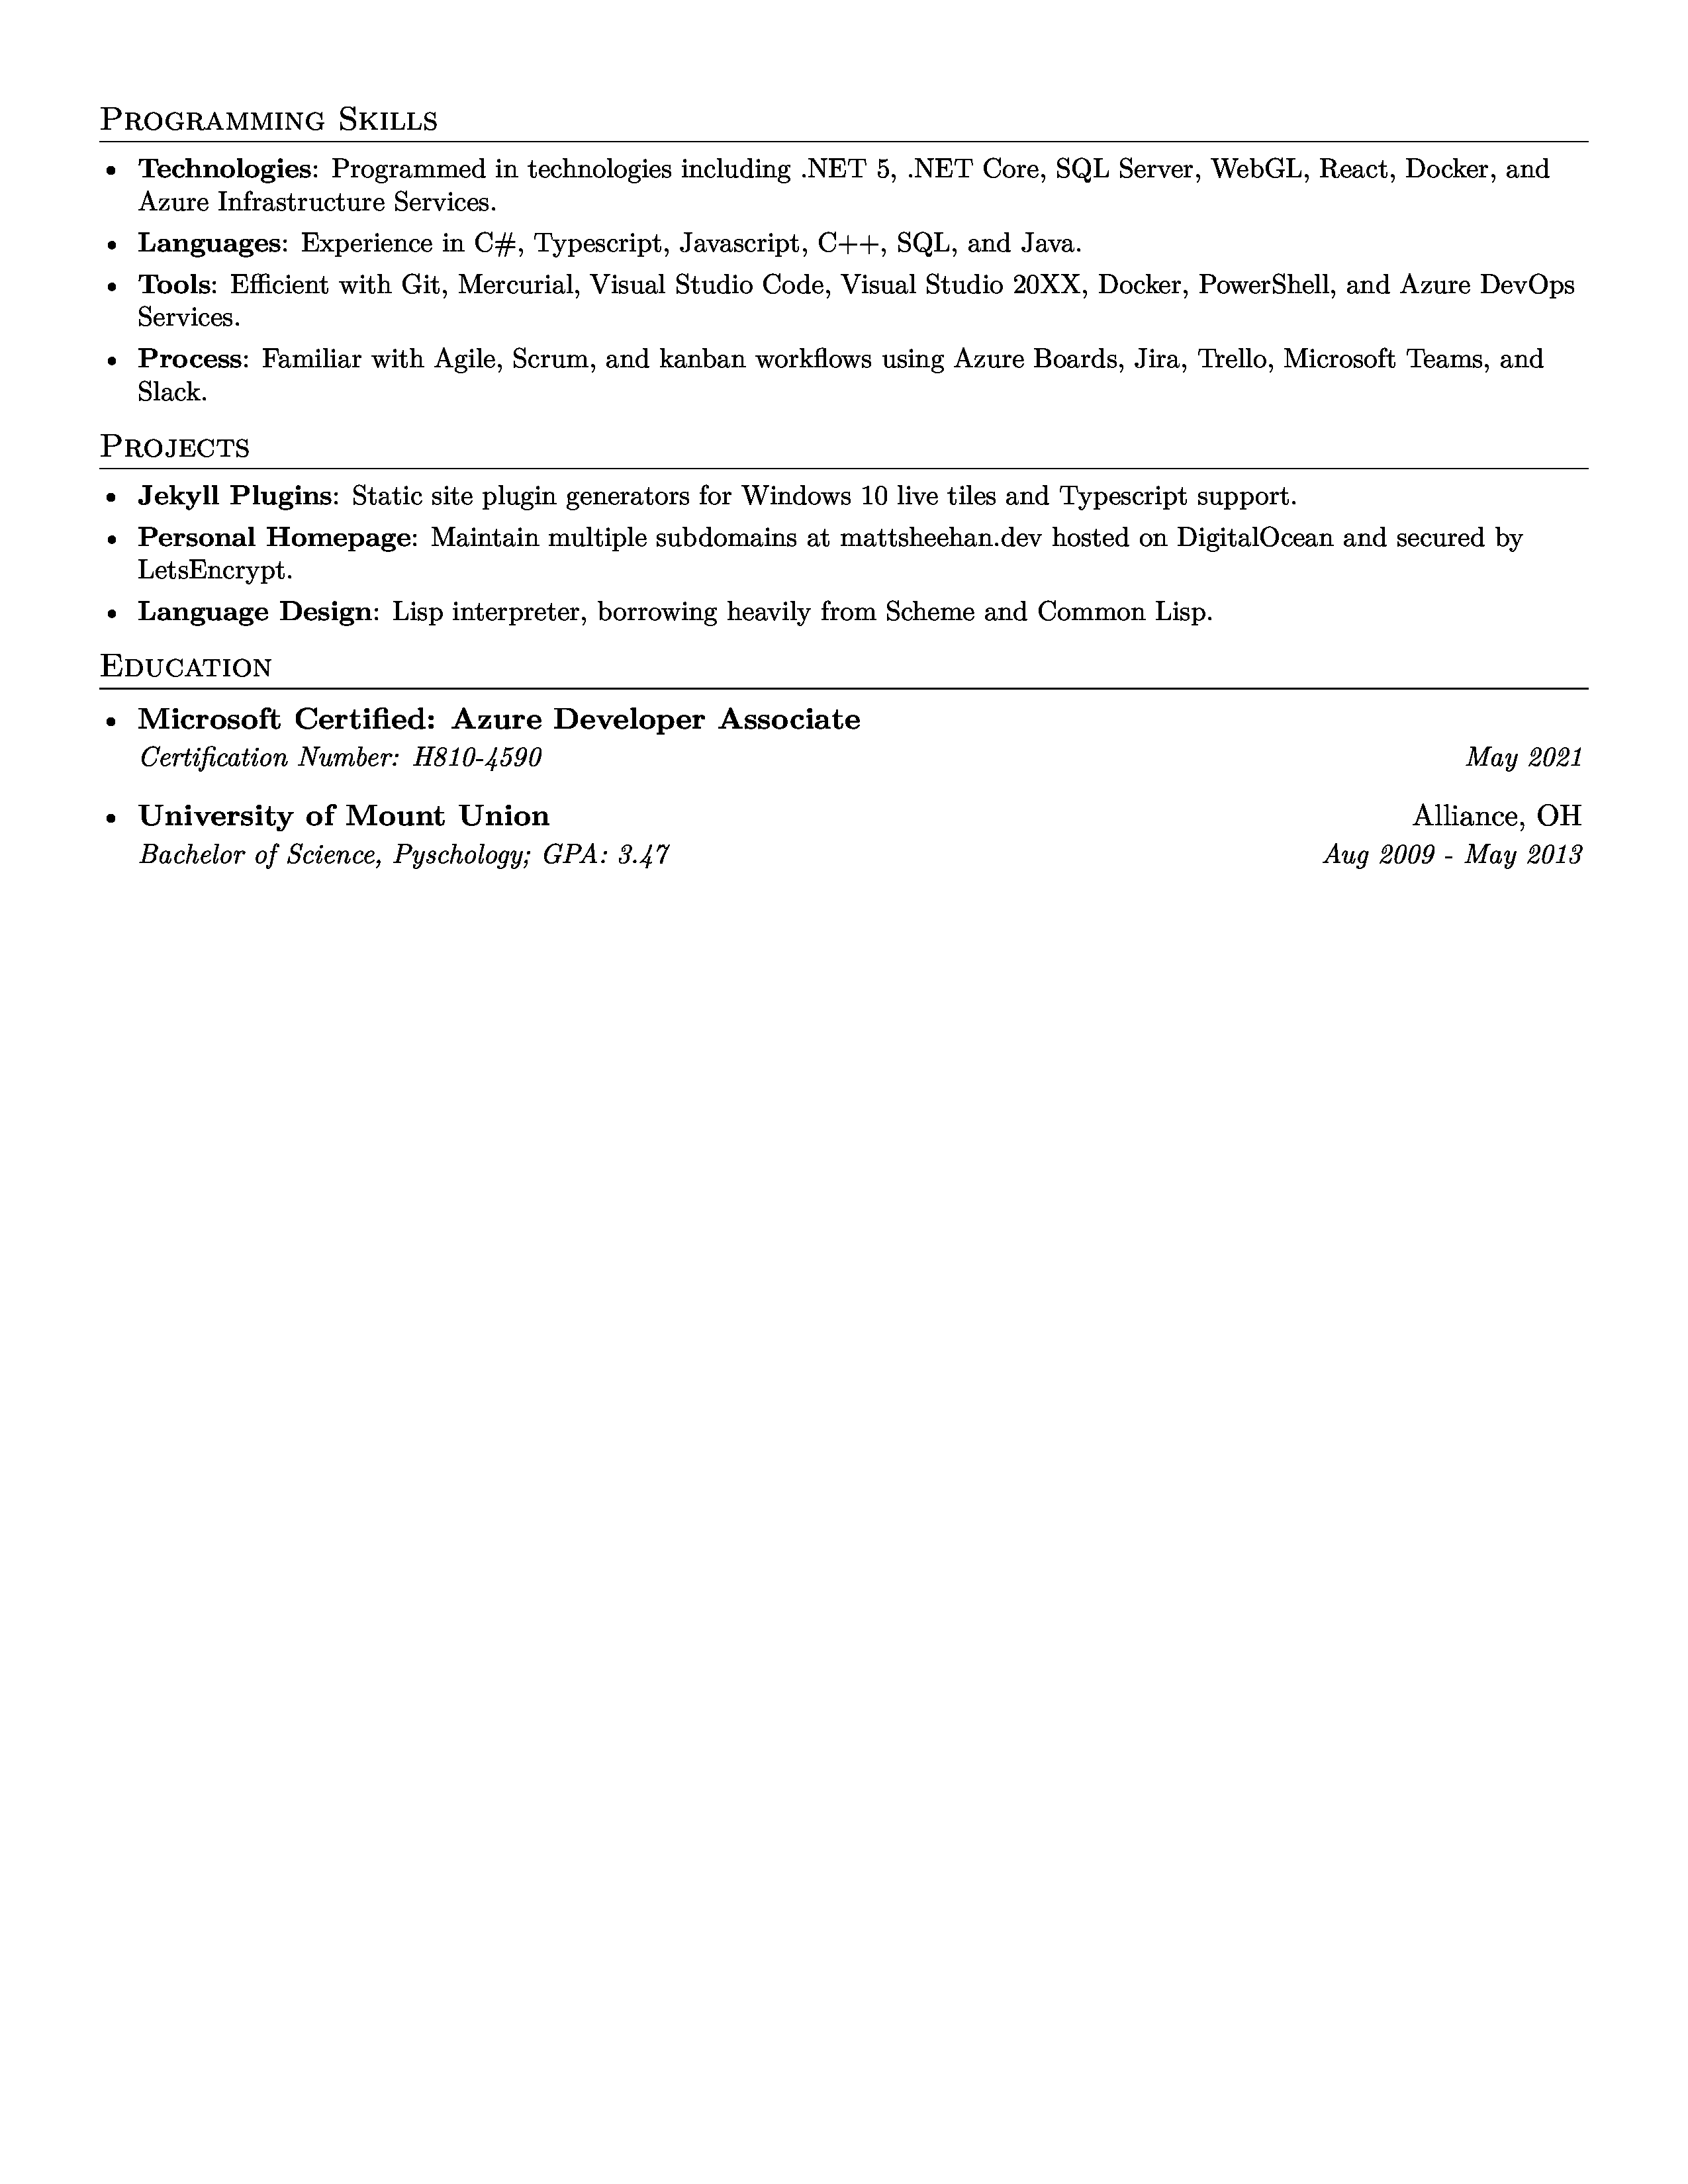 Programming Skills
• Technologies: Programmed in technologies including .NET 5, .NET Core, SQL Server, WebGL, React, Docker, and
Azure Infrastructure Services.
• Languages: Experience in C#, Typescript, Javascript, C++, SQL, and Java.
• Tools: Efficient with Git, Mercurial, Visual Studio Code, Visual Studio 20XX, Docker, PowerShell, and Azure DevOps
Services.
• Process: Familiar with Agile, Scrum, and kanban workflows using Azure Boards, Jira, Trello, Microsoft Teams, and
Slack.
Projects
• Jekyll Plugins: Static site plugin generators for Windows 10 live tiles and Typescript support.
• Personal Homepage: Maintain multiple subdomains at mattsheehan.dev hosted on DigitalOcean and secured by
LetsEncrypt.
• Language Design: Lisp interpreter, borrowing heavily from Scheme and Common Lisp.
Education
• Microsoft Certified: Azure Developer Associate
Certification Number: H810-4590 May 2021
• University of Mount Union Alliance, OH
Bachelor of Science, Pyschology; GPA: 3.47 Aug 2009 - May 2013